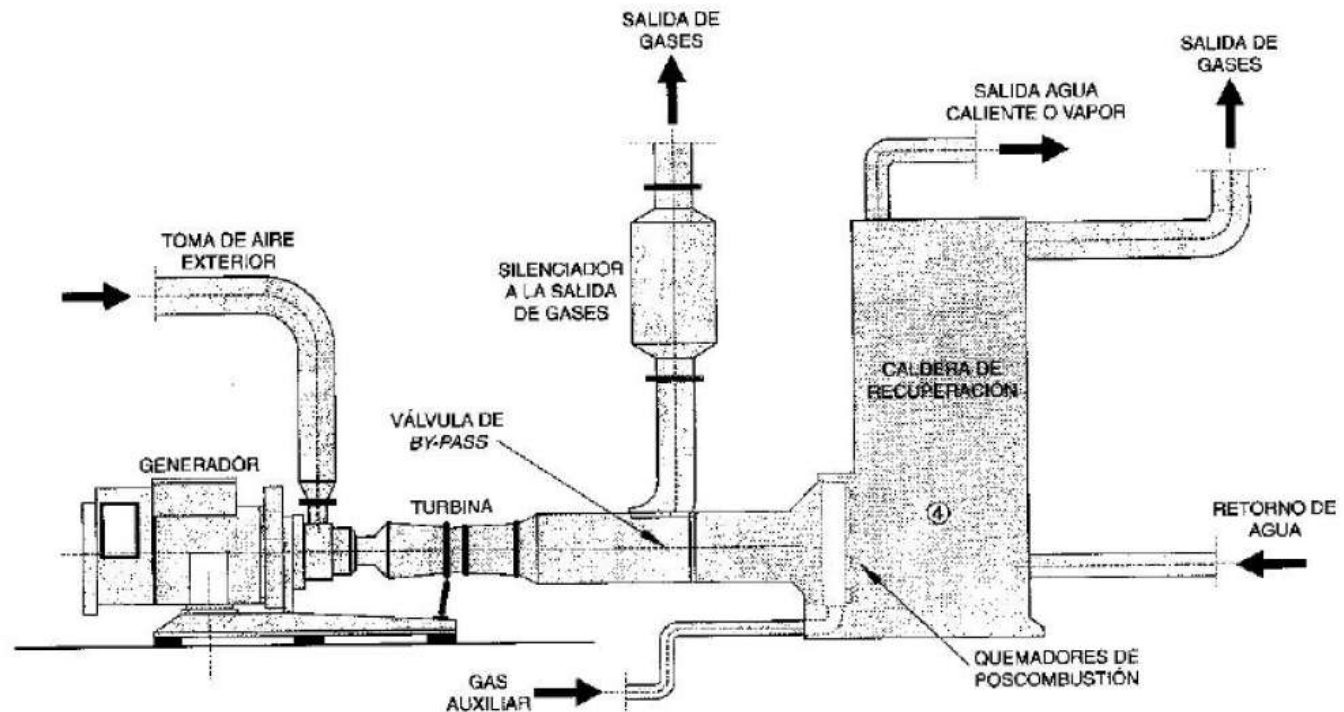 SALIDA DE
GASES
SALIDA DE
GASES
SALIDA AGUA
CALIENTE O VAPOR
TOMA DE AIRE
EXTERIOR
SILENCIADOR
A LA SALIDA
DE GASES
CALDERA DE
RECUPERACIÓN
VÁLVULA DE
BY-PASS
GENERADOR
TURBINA
④
RETORNO DE
AGUA
QUEMADORES DE
POSCOMBUSTIÓN
GAS
AUXILIAR